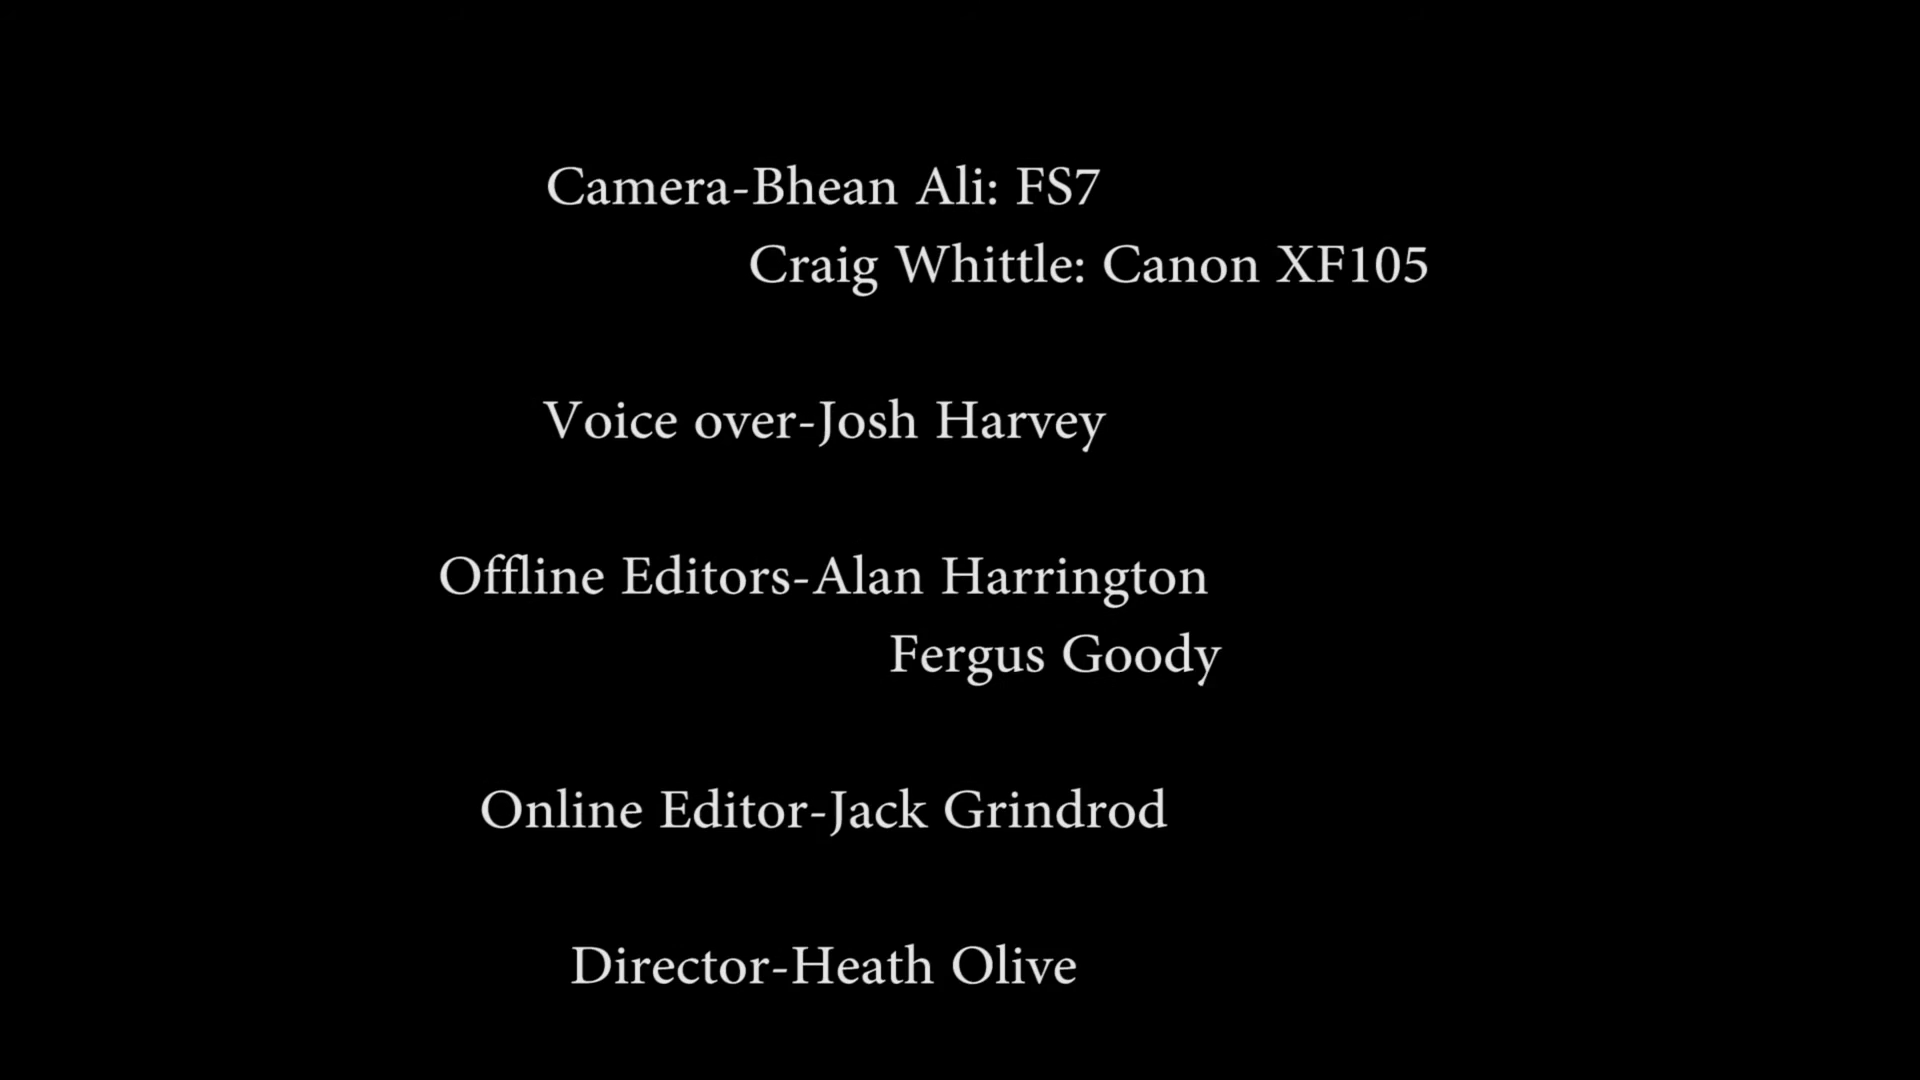 Camera-Bhean Ali: FS7
Craig Whittle: Canon XF105
Voice over-Josh Harvey
Offline Editors-Alan Harrington
Fergus Goody
Online Editor-Jack Grindrod
Director-Heath Olive